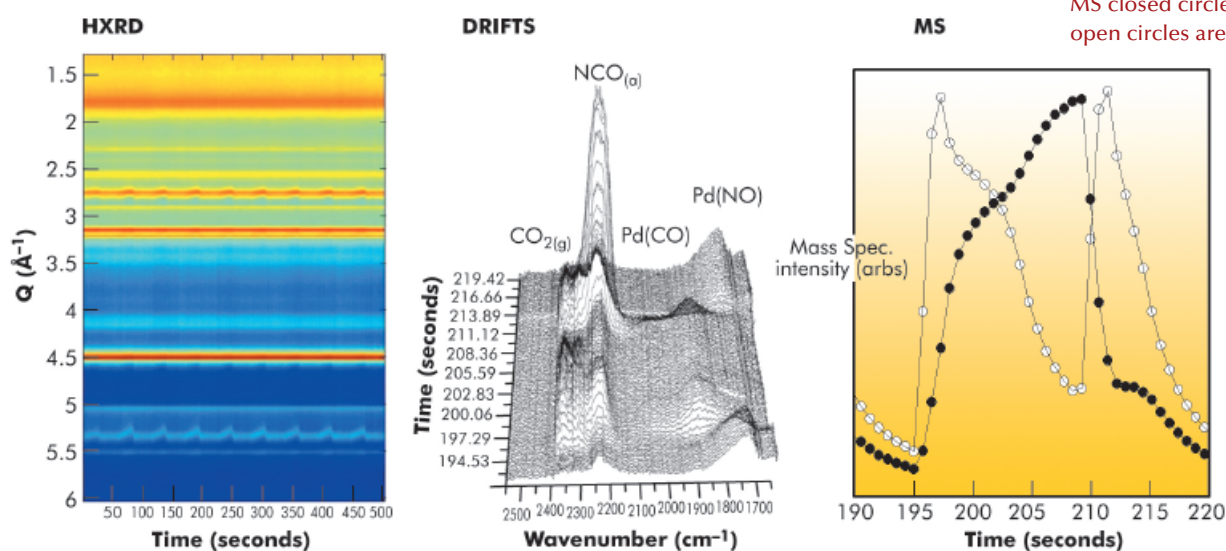 MS closed circle
open circles are
HXRD
DRIFTS
MS
Q (Å⁻¹)
1.5
2
2.5
3
3.5
4
4.5
5
5.5
6
50 100 150 200 250 300 350 400 450 500
Time (seconds)
NCO(a)
CO2(g)
Pd(CO)
Pd(NO)
Time (seconds)
219.42
216.66
213.89
211.12
208.36
205.59
202.83
200.06
197.29
194.53
2500 2400 2300 2200 2100 2000 1900 1800 1700
Wavenumber (cm⁻¹)
Mass Spec.
intensity (arbs)
190 195 200 205 210 215 220
Time (seconds)